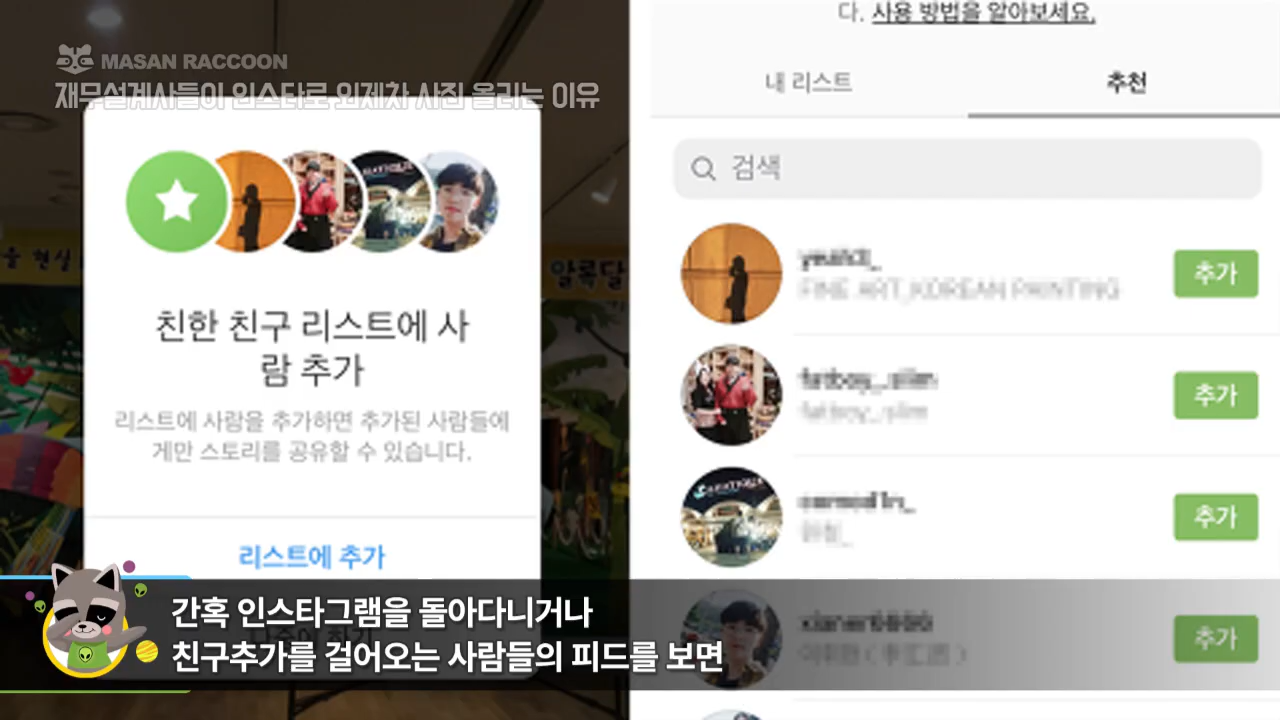 MASAN RACCOON
재무설계사들이 인스타로 외제차 사진 올리는 이유
친한 친구 리스트에 사
람 추가
리스트에 사람을 추가하면 추가된 사람들에
게만 스토리를 공유할 수 있습니다.
리스트에 추가
다. 사용 방법을 알아보세요.
내 리스트
추천
검색
추가
FINE ART_KOREAN PAINTING
추가
추가
추가
간혹 인스타그램을 돌아다니거나
친구추가를 걸어오는 사람들의 피드를 보면